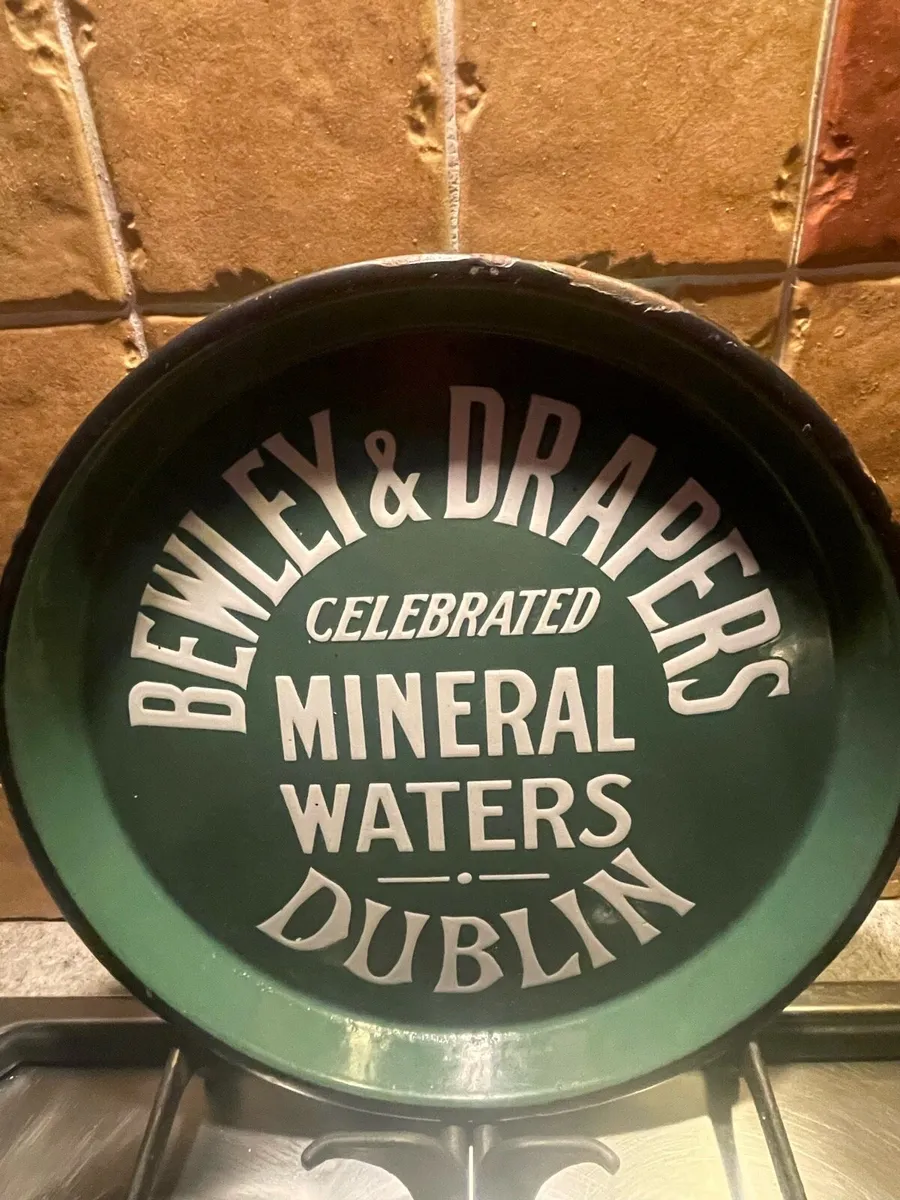 BEWLEY & DRAPERS
CELEBRATED
MINERAL
WATERS
DUBLIN